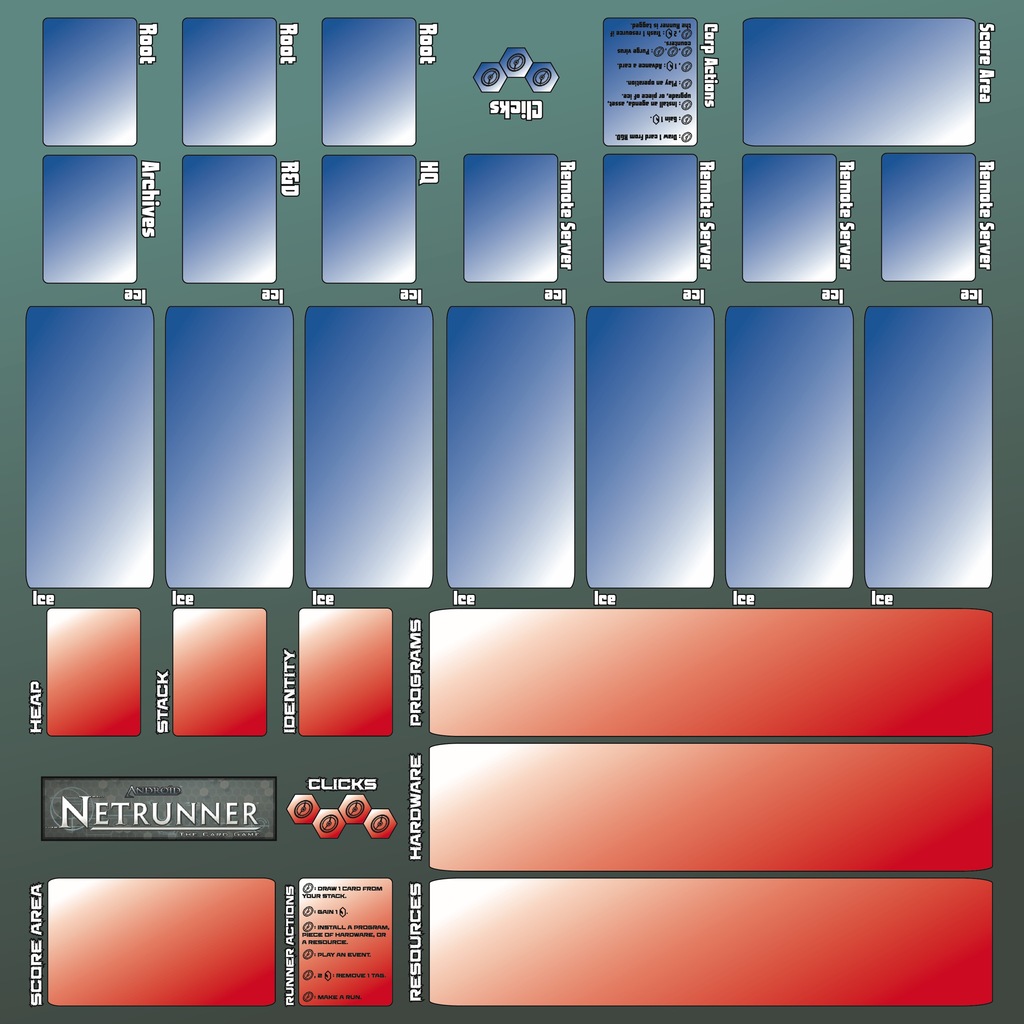 Root
Root
Root
Clicks
Corp Actions
: Draw 1 card from R&D.
: Gain 1 .
: Install an agenda, asset,
upgrade, or piece of ice.
: Play an operation.
, 1 : Advance a card.
, , : Purge virus
counters.
, 2 : Trash 1 resource if
the Runner is tagged.
Score Area
Archives
R&D
HQ
Remote Server
Remote Server
Remote Server
Remote Server
Ice
Ice
Ice
Ice
Ice
Ice
Ice
Ice
Ice
Ice
Ice
Ice
Ice
Ice
HEAP
STACK
IDENTITY
PROGRAMS
HARDWARE
RESOURCES
ANDROID
NETRUNNER
THE CARD GAME
CLICKS
SCORE AREA
RUNNER ACTIONS
: DRAW 1 CARD FROM
YOUR STACK.
: GAIN 1 .
: INSTALL A PROGRAM,
PIECE OF HARDWARE, OR
A RESOURCE.
: PLAY AN EVENT.
, 2 : REMOVE 1 TAG.
: MAKE A RUN.